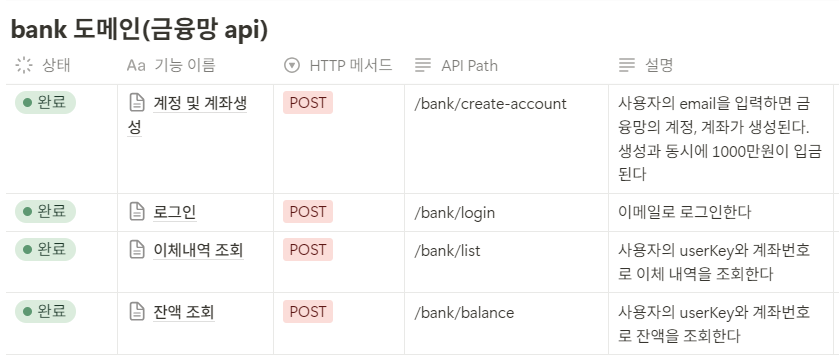 bank 도메인(금융망 api)
상태 Aa 기능 이름 HTTP 메서드 API Path 설명
완료 계정 및 계좌생 POST /bank/create-account 사용자의 email을 입력하면 금
성 융망의 계정, 계좌가 생성된다.
생성과 동시에 1000만원이 입금
된다
완료 로그인 POST /bank/login 이메일로 로그인한다
완료 이체내역 조회 POST /bank/list 사용자의 userKey와 계좌번호
로 이체 내역을 조회한다
완료 잔액 조회 POST /bank/balance 사용자의 userKey와 계좌번호
로 잔액을 조회한다